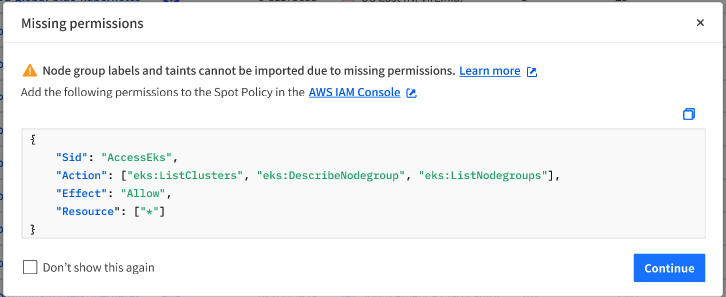 Missing permissions
Node group labels and taints cannot be imported due to missing permissions. Learn more
Add the following permissions to the Spot Policy in the AWS IAM Console
{
    "Sid": "AccessEks",
    "Action": ["eks:ListClusters", "eks:DescribeNodegroup", "eks:ListNodegroups"],
    "Effect": "Allow",
    "Resource": ["*"]
}
Don't show this again
Continue